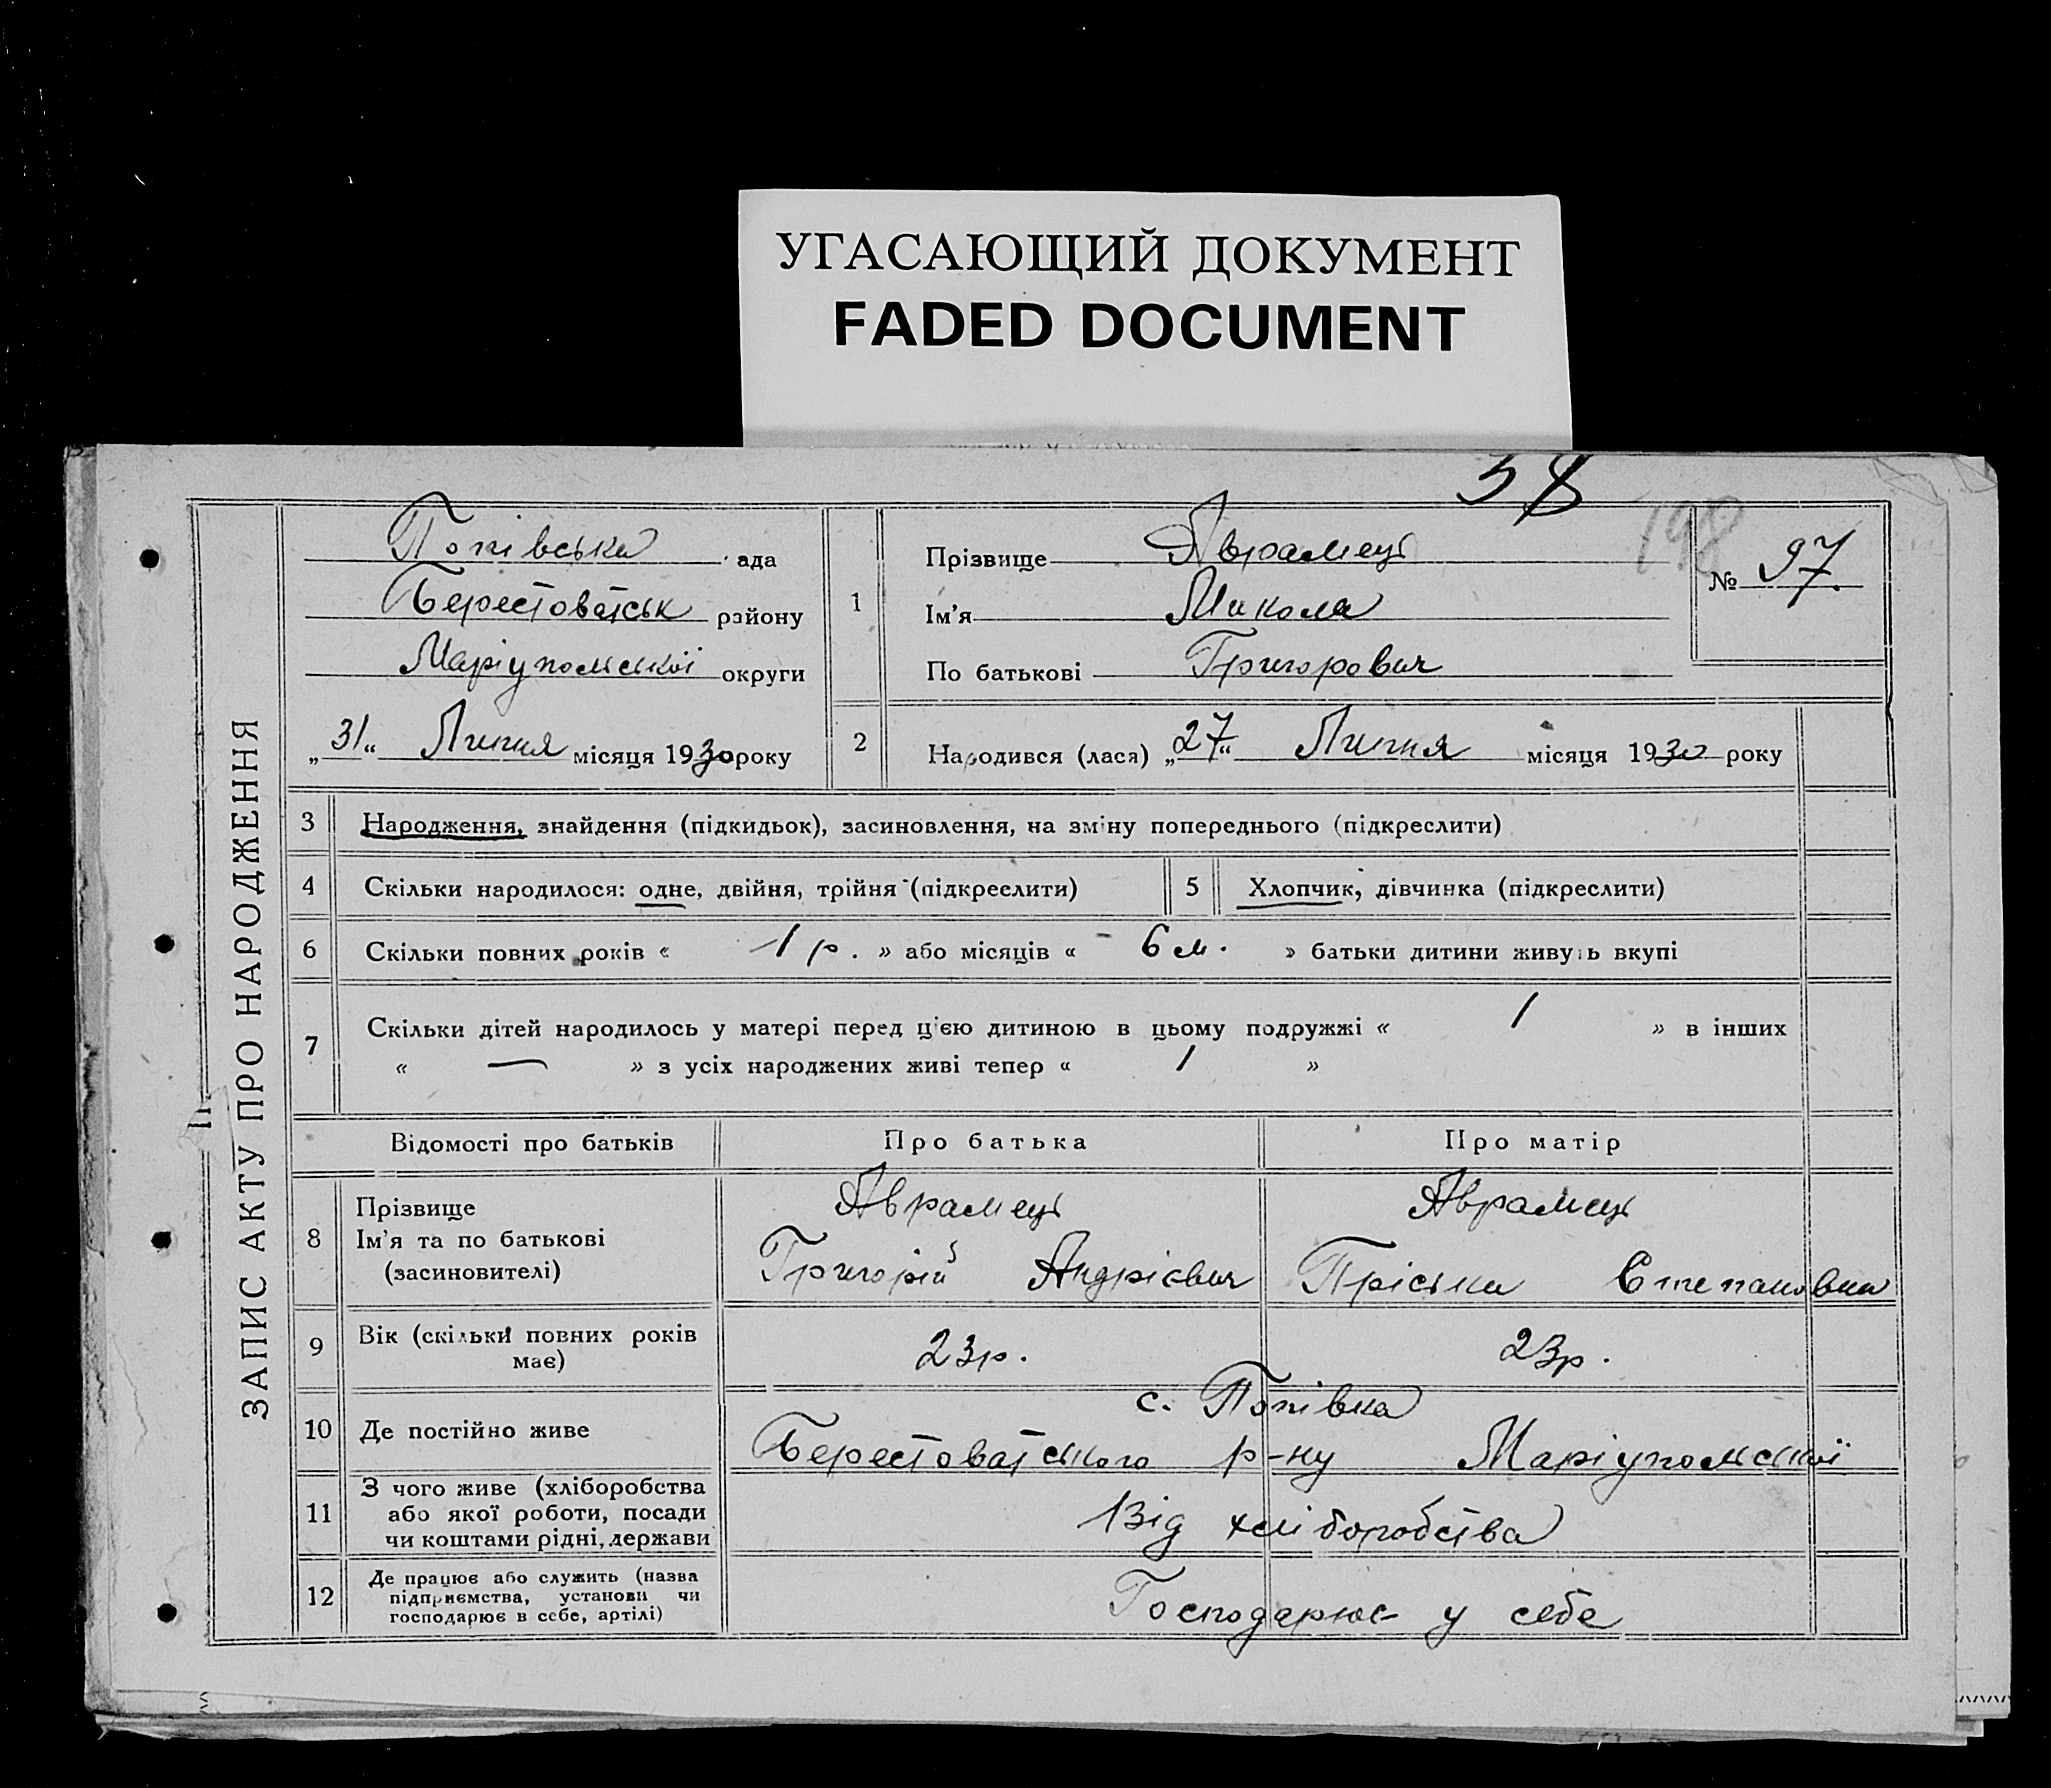 УГАСАЮЩИЙ ДОКУМЕНТ
FADED DOCUMENT
58
198
ЗАПИС АКТУ ПРО НАРОДЖЕННЯ
Попівська ада
Берестоватськ району
Маріупольської округи
„31“ Липня місяця 1930 року
1
Прізвище Аврамець
Ім'я Микола
По батькові Григорович
№ 97.
2 Народився (лася) „27“ Липня місяця 1930 року
3 Народження, знайдення (підкидьок), засиновлення, на зміну попереднього (підкреслити)
4 Скільки народилося: одне, двійня, трійня (підкреслити) 5 Хлопчик, дівчинка (підкреслити)
6 Скільки повних років « 1 р. » або місяців « 6 м. » батьки дитини живуть вкупі
7 Скільки дітей народилось у матері перед цією дитиною в цьому подружжі « 1 » в інших
« — » з усіх народжених живі тепер « 1 »
Відомості про батьків Про батька Про матір
8 Прізвище Аврамець Аврамець
Ім'я та по батькові Григорій Андрієвич Пріська Степановна
(засиновителі)
9 Вік (скільки повних років має) 23р. 23р.
с. Попівка
10 Де постійно живе Берестоватського р-ну Маріупольської
11 З чого живе (хліборобства
або якої роботи, посади
чи коштами рідні, держави Від хліборобства
12 Де працює або служить (назва
підприємства, установи чи
господарює в себе, артілі) Господарює у себе